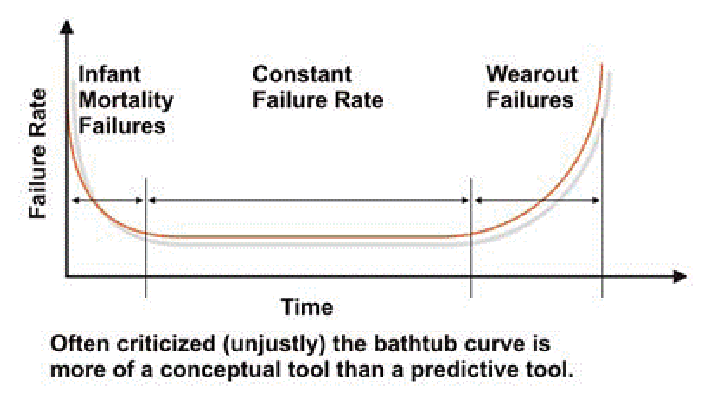 Infant
Mortality
Failures
Constant
Failure Rate
Wearout
Failures
Failure Rate
Time
Often criticized (unjustly) the bathtub curve is
more of a conceptual tool than a predictive tool.